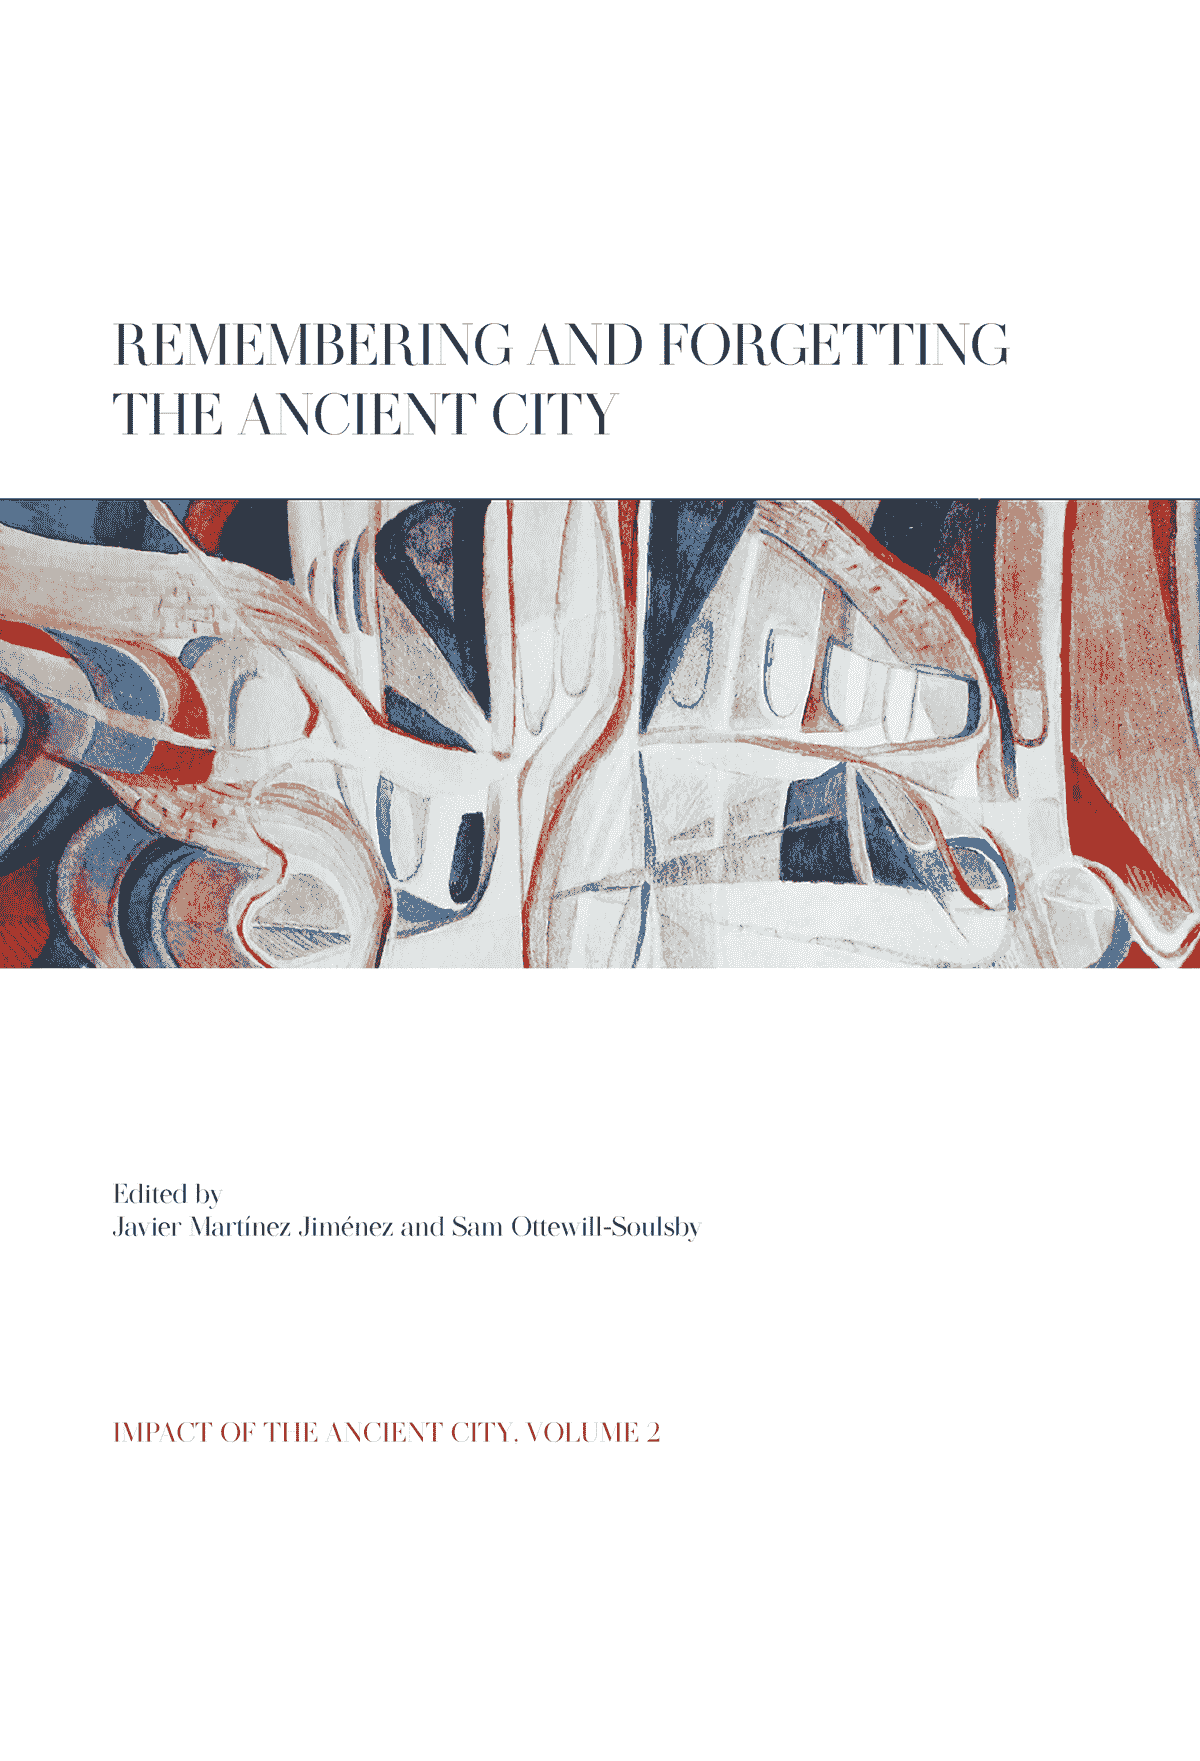 REMEMBERING AND FORGETTING
THE ANCIENT CITY
Edited by
Javier Martínez Jiménez and Sam Ottewill-Soulsby
IMPACT OF THE ANCIENT CITY, VOLUME 2